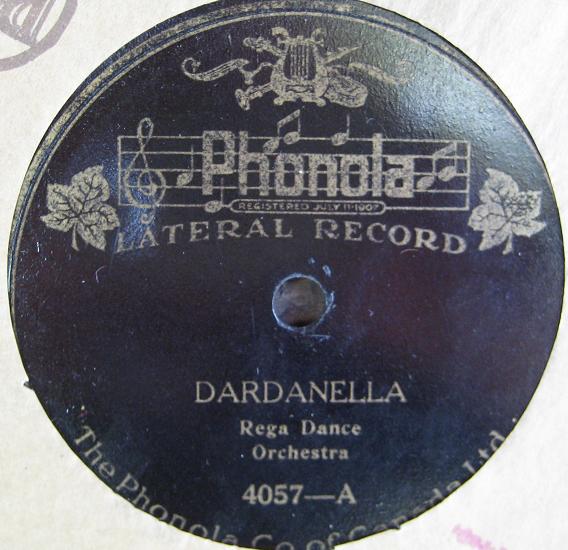 Phonola
REGISTERED JULY 11-1907
LATERAL RECORD
DARDANELLA
Rega Dance
Orchestra
4057—A
The Phonola Co of Canada Ltd.